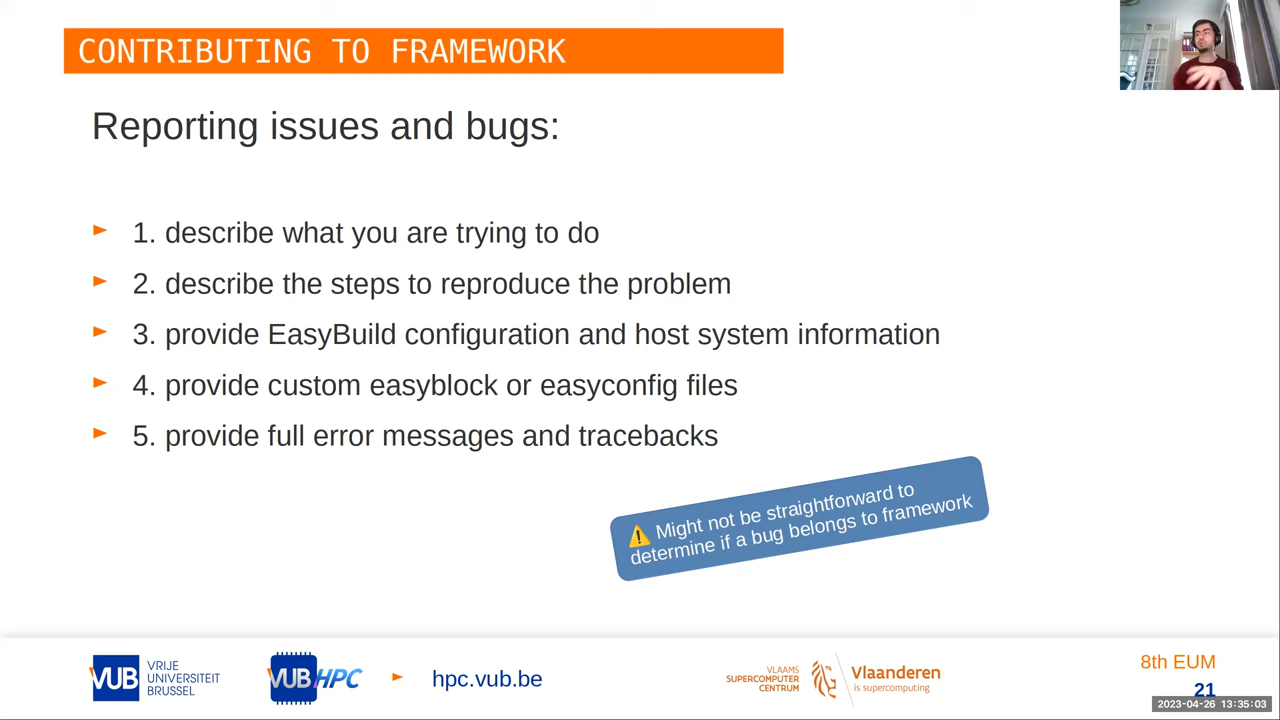 CONTRIBUTING TO FRAMEWORK
Reporting issues and bugs:
1. describe what you are trying to do
2. describe the steps to reproduce the problem
3. provide EasyBuild configuration and host system information
4. provide custom easyblock or easyconfig files
5. provide full error messages and tracebacks
Might not be straightforward to
determine if a bug belongs to framework
VUB
VRIJE
UNIVERSITEIT
BRUSSEL
VUB HPC
hpc.vub.be
VLAAMS
SUPERCOMPUTER
CENTRUM
Vlaanderen
is supercomputing
8th EUM
21
2023-04-26 13:35:03